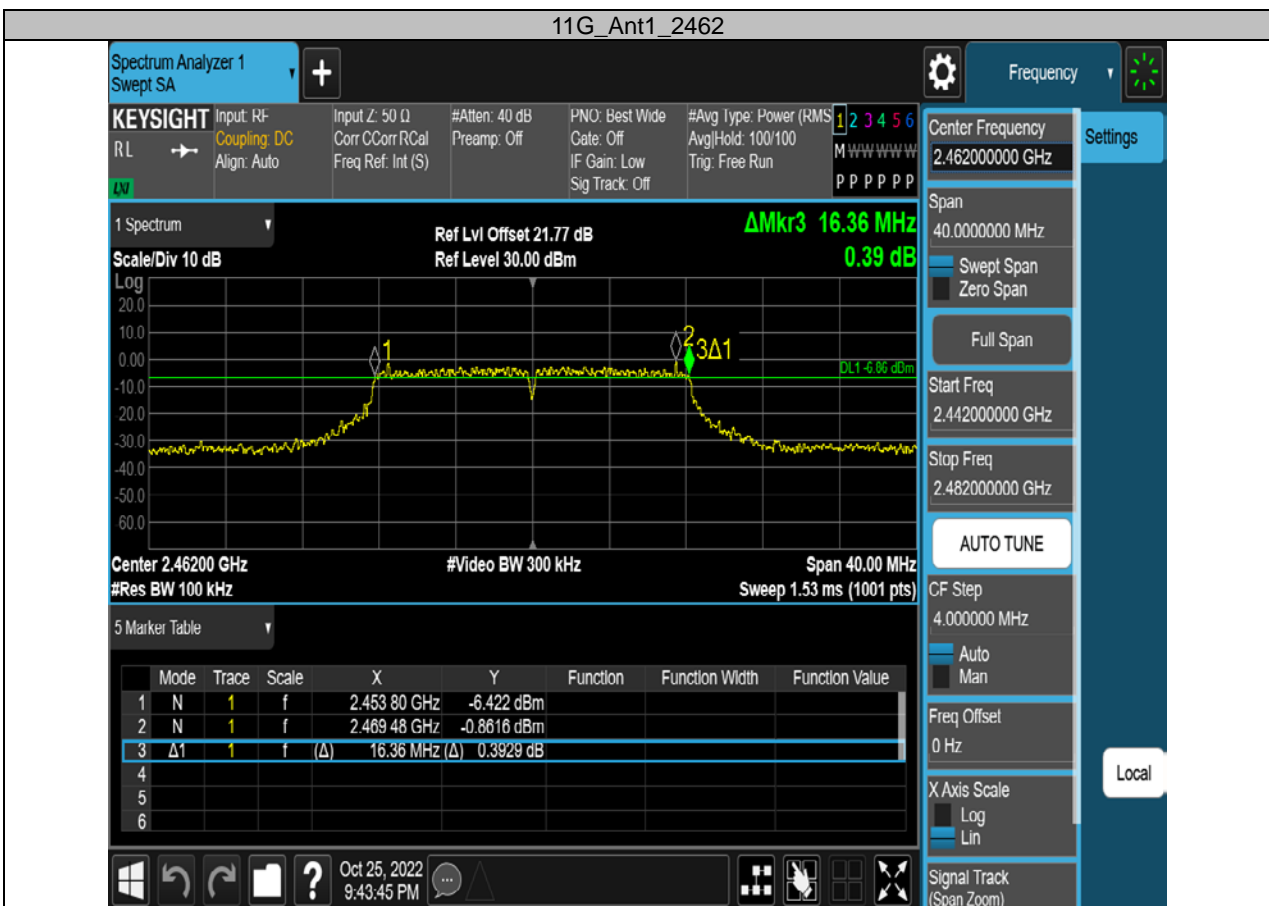 11G_Ant1_2462
Spectrum Analyzer 1
Swept SA
Frequency
KEYSIGHT
RL
LXI
Input: RF
Coupling: DC
Align: Auto
Input Z: 50 Ω
Corr CCorr RCal
Freq Ref: Int (S)
#Atten: 40 dB
Preamp: Off
PNO: Best Wide
Gate: Off
IF Gain: Low
Sig Track: Off
#Avg Type: Power (RMS
Avg|Hold: 100/100
Trig: Free Run
1 2 3 4 5 6
M W W W W W
P P P P P P
1 Spectrum
Scale/Div 10 dB
Ref Lvl Offset 21.77 dB
Ref Level 30.00 dBm
ΔMkr3 16.36 MHz
0.39 dB
Log
20.0
10.0
0.00
-10.0
-20.0
-30.0
-40.0
-50.0
-60.0
1
2
3Δ1
DL1 -6.86 dBm
Center 2.46200 GHz
#Video BW 300 kHz
Span 40.00 MHz
#Res BW 100 kHz
Sweep 1.53 ms (1001 pts)
5 Marker Table
Mode Trace Scale X Y Function Function Width Function Value
1 N 1 f 2.453 80 GHz -6.422 dBm
2 N 1 f 2.469 48 GHz -0.8616 dBm
3 Δ1 1 f (Δ) 16.36 MHz (Δ) 0.3929 dB
4
5
6
?
Oct 25, 2022
9:43:45 PM
Center Frequency
2.462000000 GHz
Settings
Span
40.0000000 MHz
Swept Span
Zero Span
Full Span
Start Freq
2.442000000 GHz
Stop Freq
2.482000000 GHz
AUTO TUNE
CF Step
4.000000 MHz
Auto
Man
Freq Offset
0 Hz
X Axis Scale
Log
Lin
Local
Signal Track
(Span Zoom)